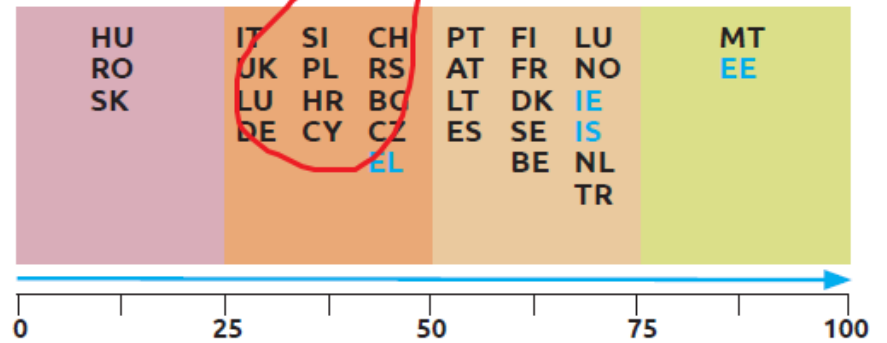 HU IT SI CH PT FI LU MT
RO UK PL RS AT FR NO EE
SK LU HR BG LT DK IE
DE CY CZ ES SE IS
EL BE NL
TR
0 25 50 75 100